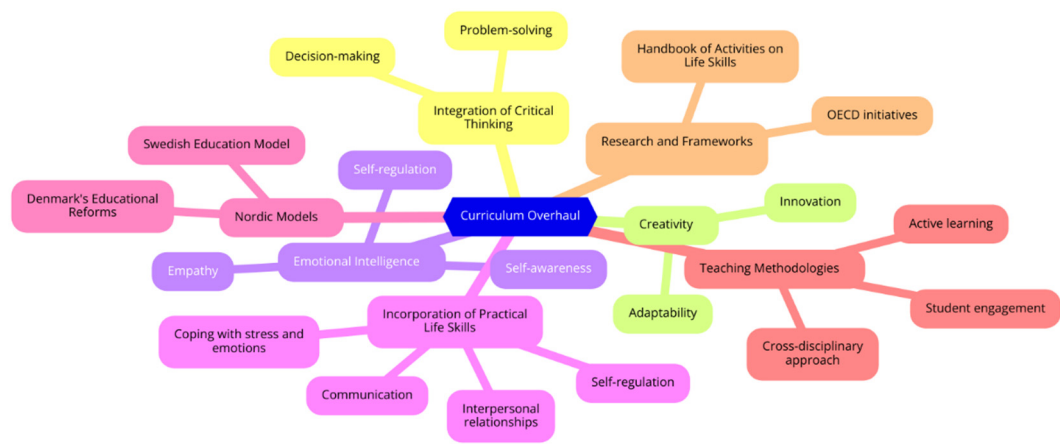 Problem-solving
Decision-making
Integration of Critical
Thinking
Handbook of Activities on
Life Skills
OECD initiatives
Research and Frameworks
Swedish Education Model
Denmark's Educational
Reforms
Nordic Models
Self-regulation
Empathy
Emotional Intelligence
Self-awareness
Curriculum Overhaul
Creativity
Innovation
Adaptability
Active learning
Teaching Methodologies
Student engagement
Cross-disciplinary
approach
Incorporation of Practical
Life Skills
Coping with stress and
emotions
Communication
Interpersonal
relationships
Self-regulation